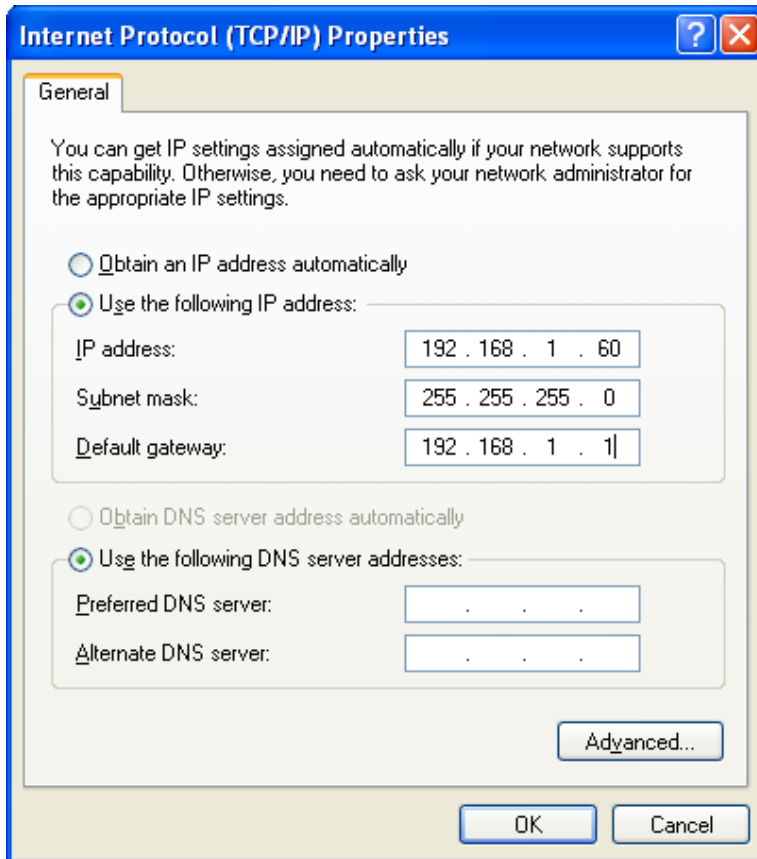 Internet Protocol (TCP/IP) Properties
General
You can get IP settings assigned automatically if your network supports
this capability. Otherwise, you need to ask your network administrator for
the appropriate IP settings.
Obtain an IP address automatically
Use the following IP address:
IP address: 192 . 168 . 1 . 60
Subnet mask: 255 . 255 . 255 . 0
Default gateway: 192 . 168 . 1 . 1
Obtain DNS server address automatically
Use the following DNS server addresses:
Preferred DNS server: . . .
Alternate DNS server: . . .
Advanced...
OK Cancel